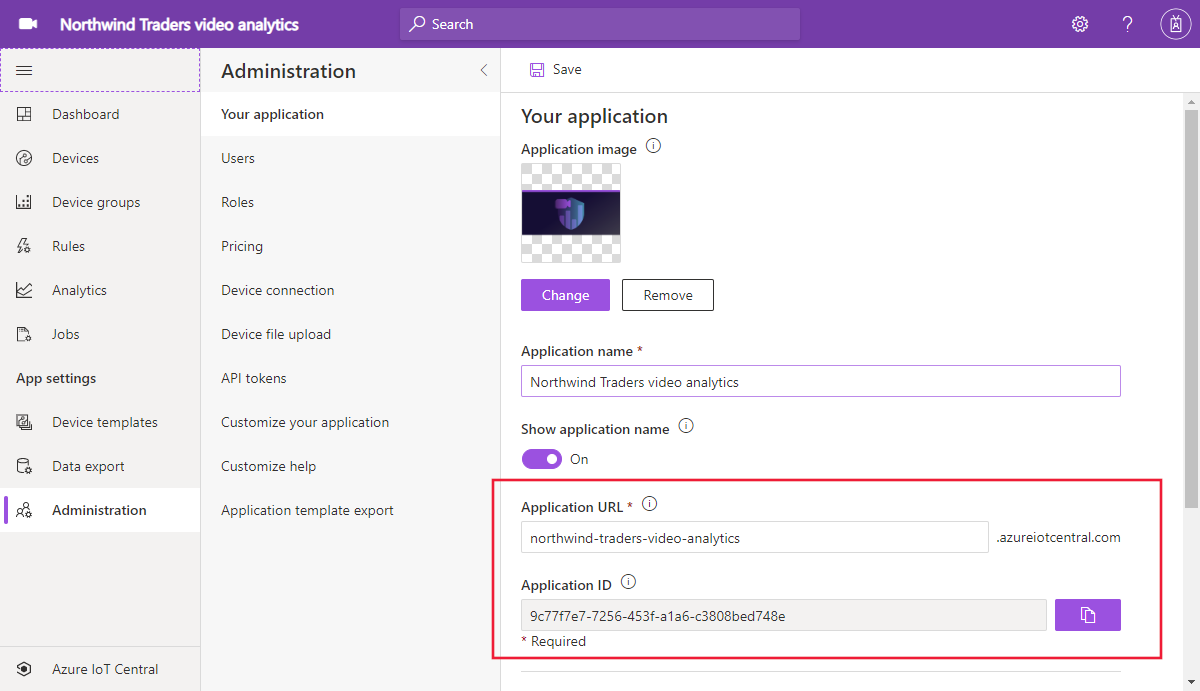 Northwind Traders video analytics
Search
Dashboard
Devices
Device groups
Rules
Analytics
Jobs
App settings
Device templates
Data export
Administration
Azure IoT Central
Administration
Your application
Users
Roles
Pricing
Device connection
Device file upload
API tokens
Customize your application
Customize help
Application template export
Save
Your application
Application image
Change
Remove
Application name *
Northwind Traders video analytics
Show application name
On
Application URL *
northwind-traders-video-analytics
.azureiotcentral.com
Application ID
9c77f7e7-7256-453f-a1a6-c3808bed748e
* Required